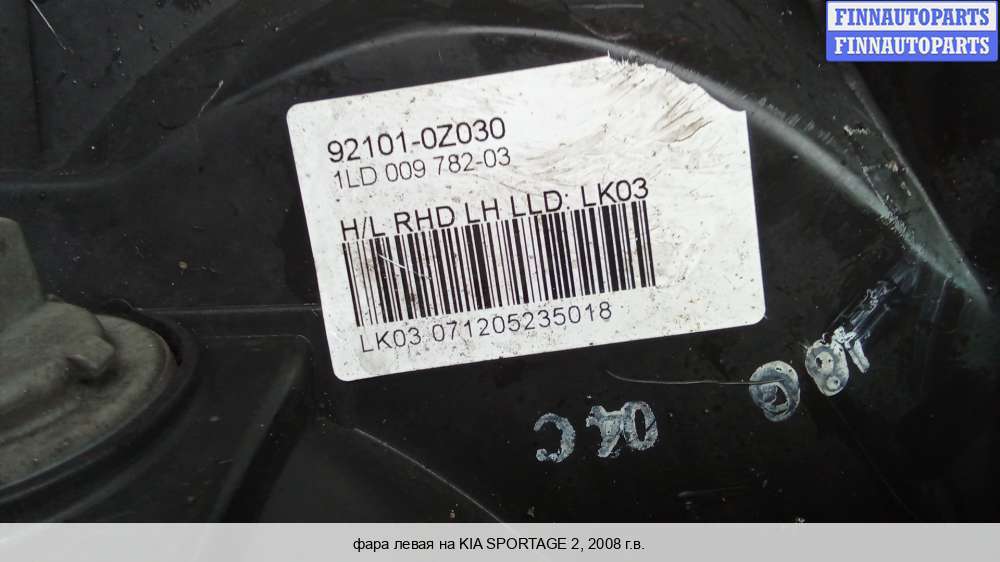 FINNAUTOPARTS
FINNAUTOPARTS
92101-0Z030
1LD 009 782-03
H/L RHD LH LLD: LK03
LK03 071205235018
фара левая на KIA SPORTAGE 2, 2008 г.в.